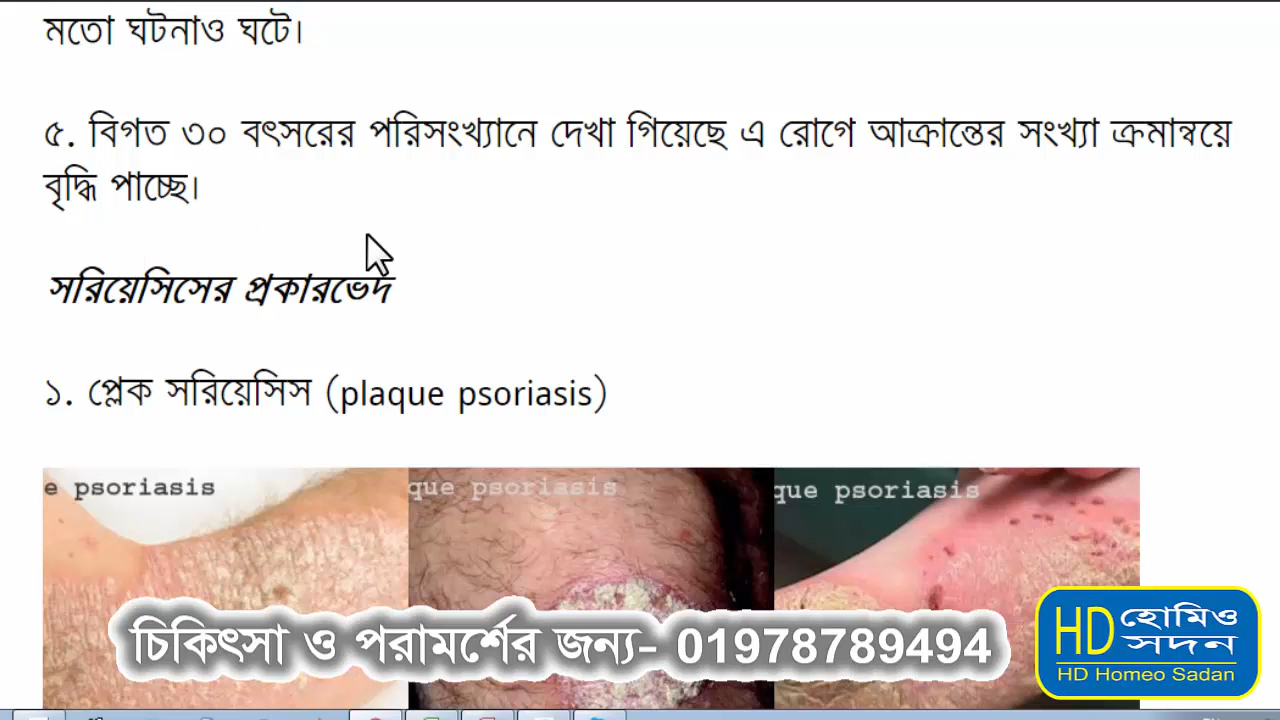 মতো ঘটনাও ঘটে।
৫. বিগত ৩০ বৎসরের পরিসংখ্যানে দেখা গিয়েছে এ রোগে আক্রান্তের সংখ্যা ক্রমান্বয়ে
বৃদ্ধি পাচ্ছে।
সরিয়েসিসের প্রকারভেদ
১. প্লেক সরিয়েসিস (plaque psoriasis)
e psoriasis
que psoriasis
que psoriasis
চিকিৎসা ও পরামর্শের জন্য- 01978789494
HD হোমিও
সদন
HD Homeo Sadan